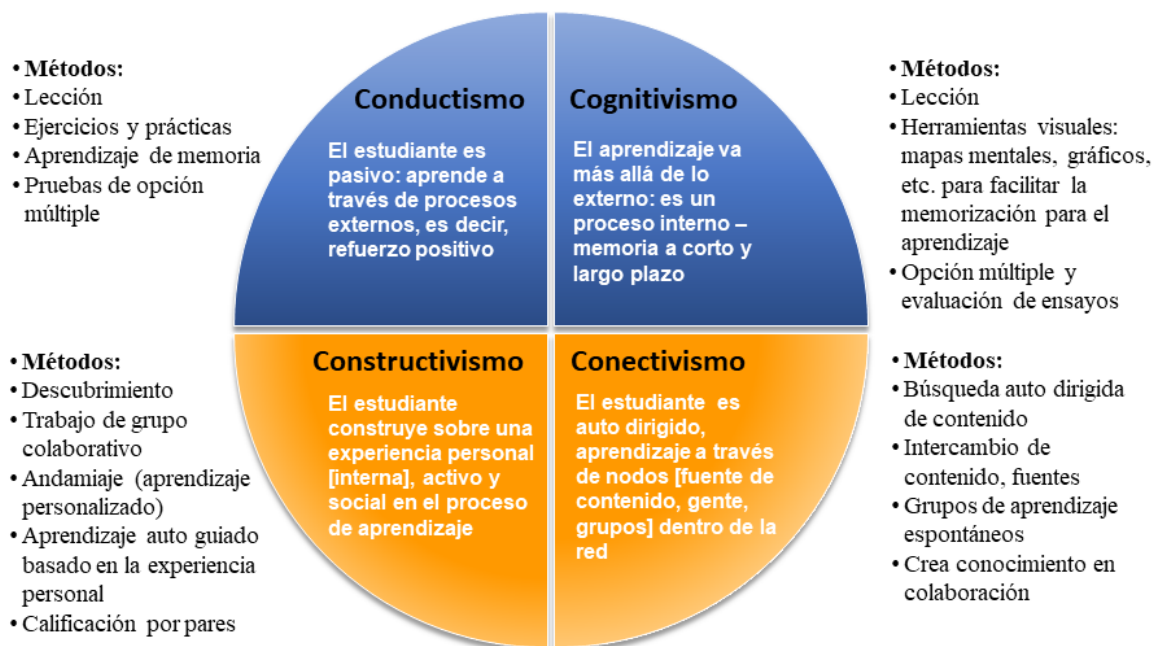 • Métodos:
• Lección
• Ejercicios y prácticas
• Aprendizaje de memoria
• Pruebas de opción
múltiple
Conductismo
El estudiante es
pasivo: aprende a
través de procesos
externos, es decir,
refuerzo positivo
Cognitivismo
El aprendizaje va
más allá de lo
externo: es un
proceso interno –
memoria a corto y
largo plazo
• Métodos:
• Lección
• Herramientas visuales:
mapas mentales, gráficos,
etc. para facilitar la
memorización para el
aprendizaje
• Opción múltiple y
evaluación de ensayos
• Métodos:
• Descubrimiento
• Trabajo de grupo
colaborativo
• Andamiaje (aprendizaje
personalizado)
• Aprendizaje auto guiado
basado en la experiencia
personal
• Calificación por pares
Constructivismo
El estudiante
construye sobre una
experiencia personal
[interna], activo y
social en el proceso
de aprendizaje
Conectivismo
El estudiante es
auto dirigido,
aprendizaje a través
de nodos [fuente de
contenido, gente,
grupos] dentro de la
red
• Métodos:
• Búsqueda auto dirigida
de contenido
• Intercambio de
contenido, fuentes
• Grupos de aprendizaje
espontáneos
• Crea conocimiento en
colaboración